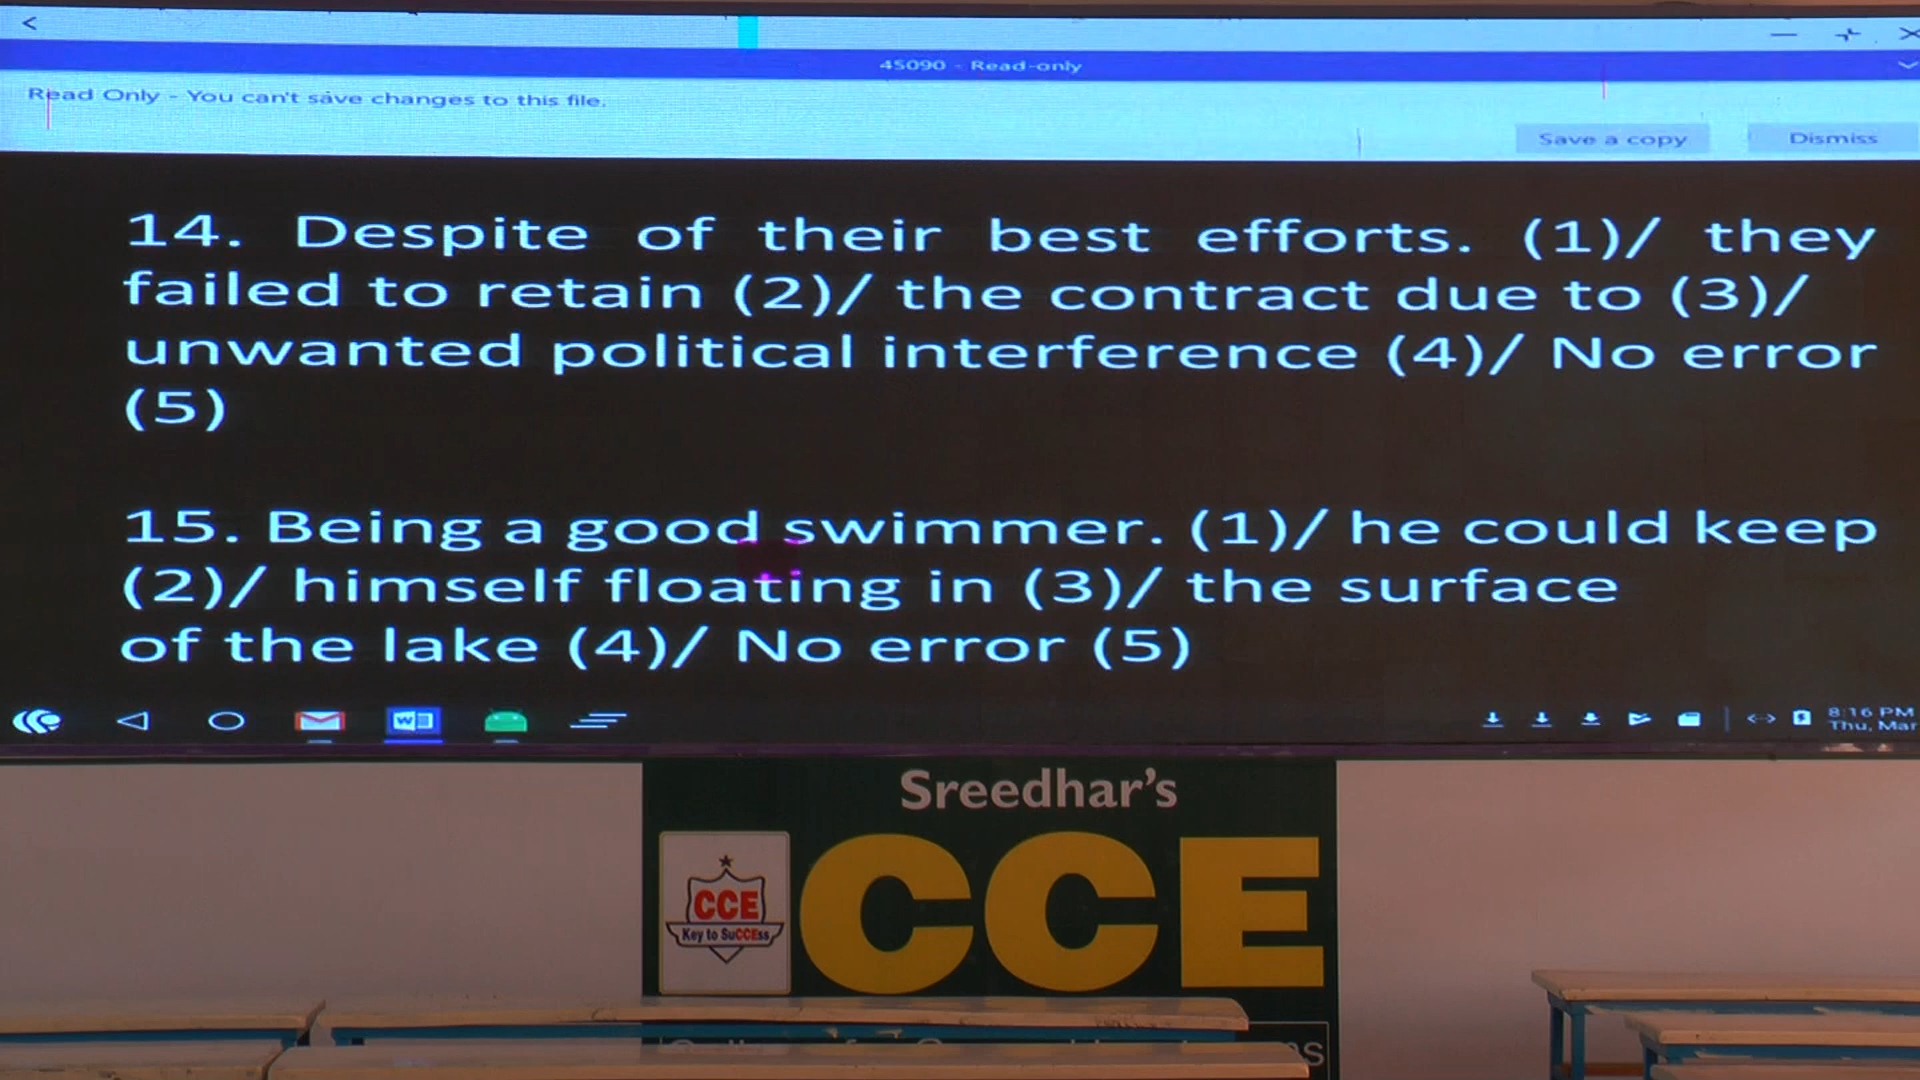 45090 - Read-only
Read Only - You can't save changes to this file.
Save a copy
Dismiss
14. Despite of their best efforts. (1)/ they
failed to retain (2)/ the contract due to (3)/
unwanted political interference (4)/ No error
(5)
15. Being a good swimmer. (1)/ he could keep
(2)/ himself floating in (3)/ the surface
of the lake (4)/ No error (5)
8:16 PM
Thu, Mar
Sreedhar's
CCE
CCE
Key to SuCCEss